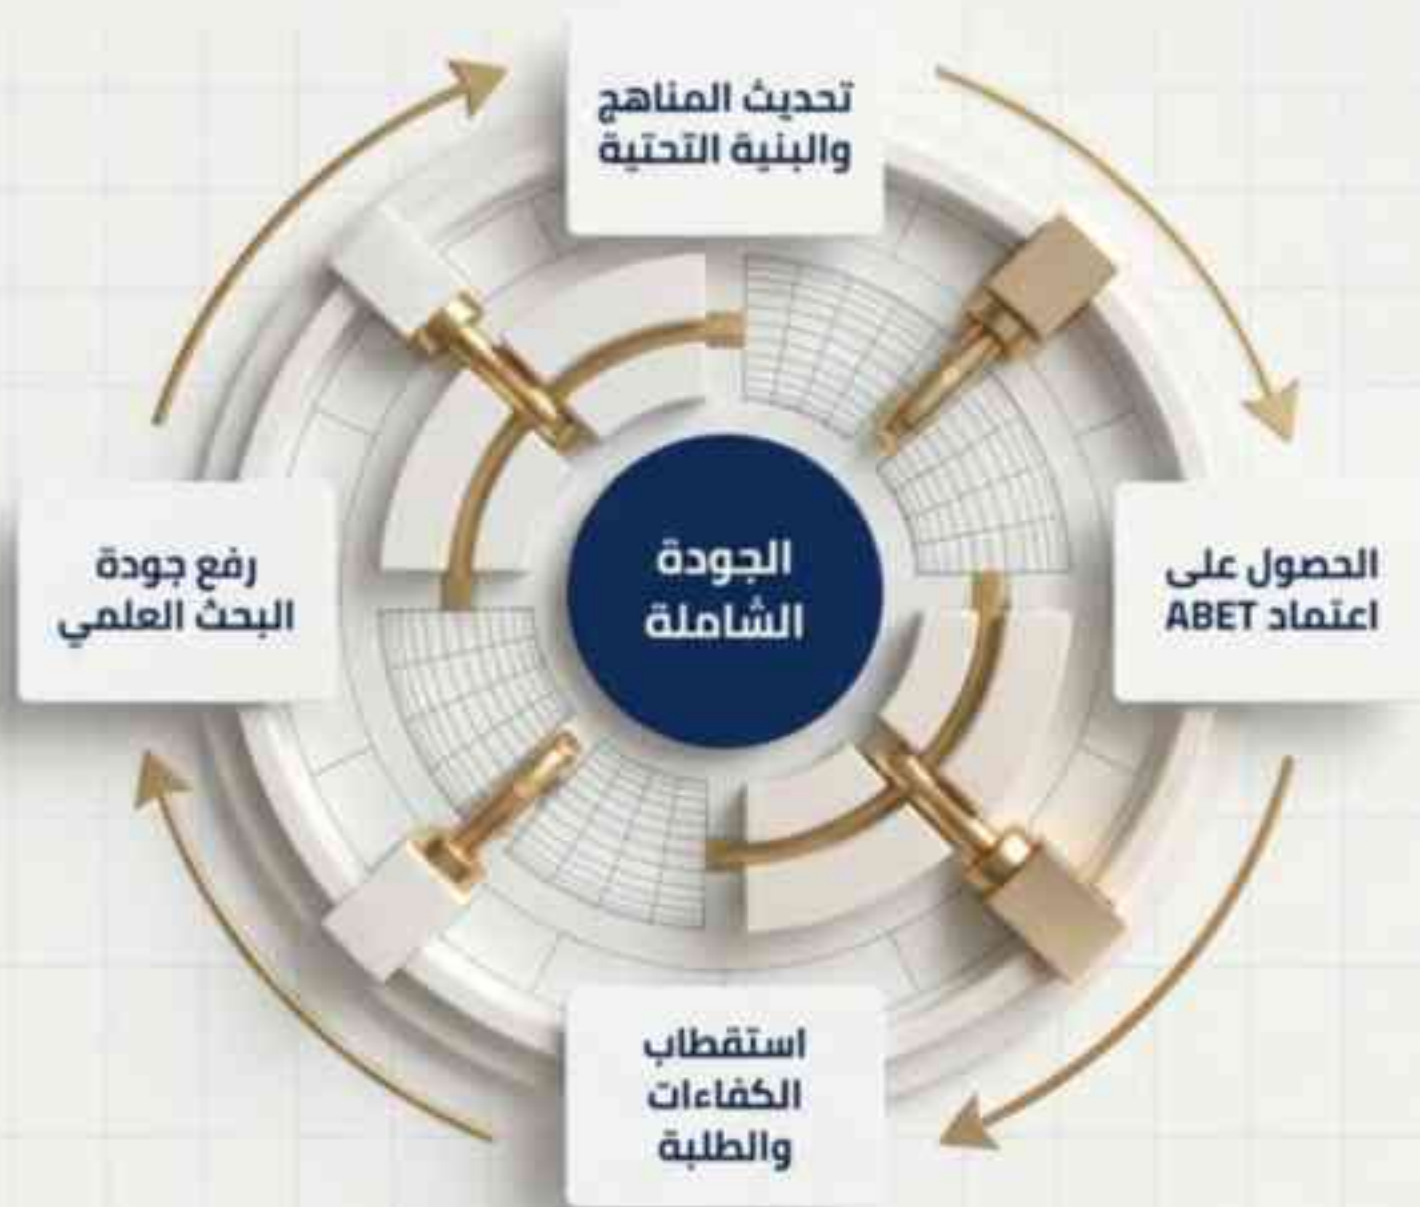 تحديث المناهج
والبنية التحتية
الحصول على
اعتماد ABET
استقطاب
الكفاءات
والطلبة
رفع جودة
البحث العلمي
الجودة
الشاملة